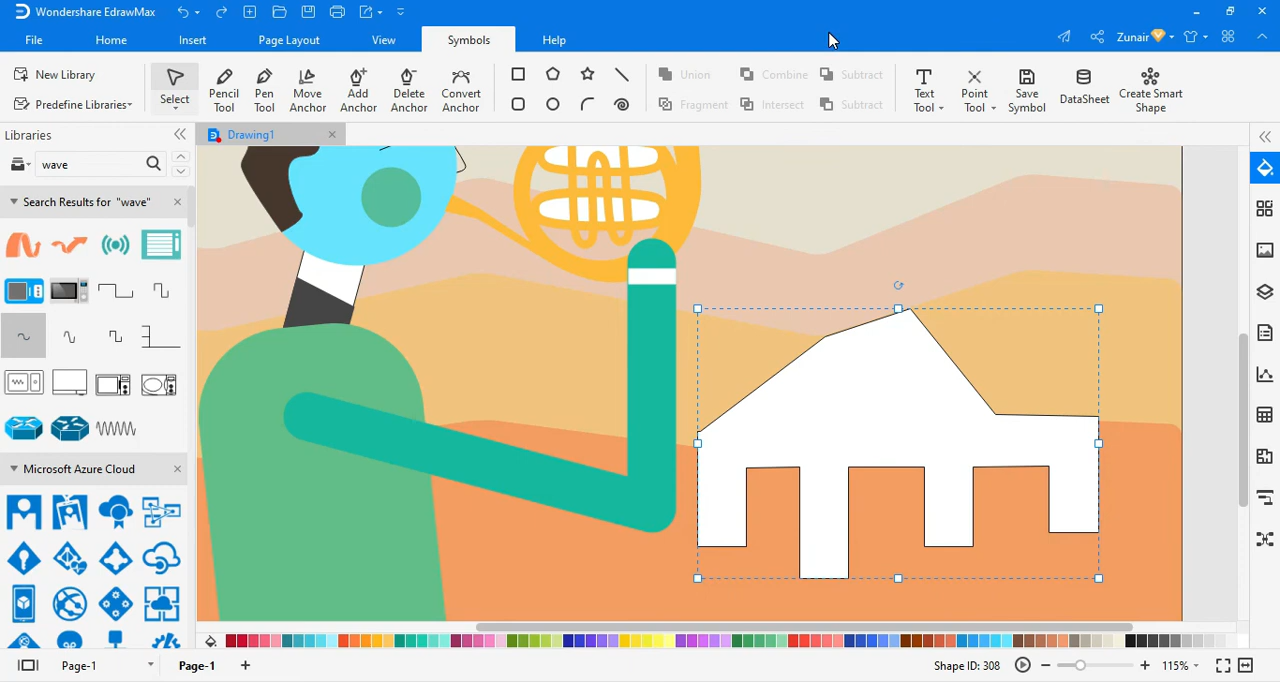 Wondershare EdrawMax
File Home Insert Page Layout View Symbols Help
Zunair
New Library
Predefine Libraries
Select
Pencil Tool
Pen Tool
Move Anchor
Add Anchor
Delete Anchor
Convert Anchor
Union Combine Subtract
Fragment Intersect Subtract
Text Tool
Point Tool
Save Symbol
DataSheet
Create Smart Shape
Libraries
Drawing1
wave
Search Results for "wave"
Microsoft Azure Cloud
Page-1
Page-1
Shape ID: 308
115%